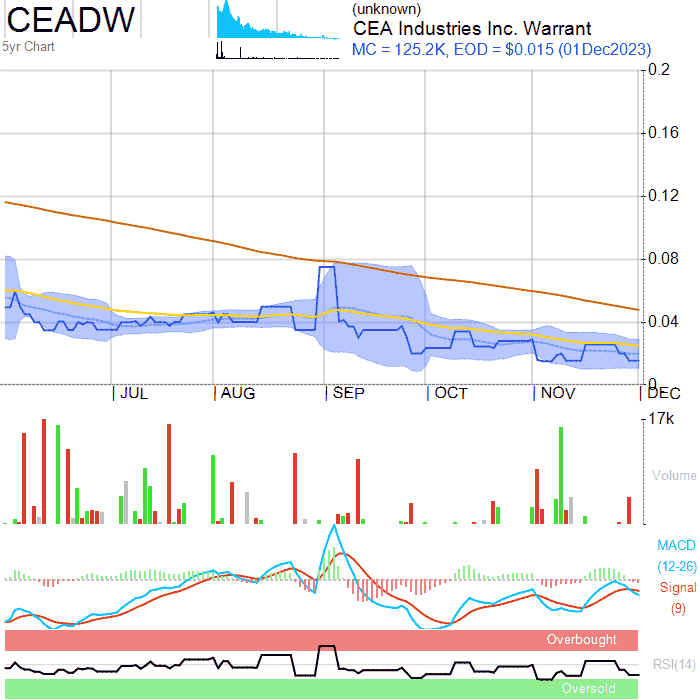 CEADW
5yr Chart
(unknown)
CEA Industries Inc. Warrant
MC = 125.2K, EOD = $0.015 (01Dec2023)
0.2
0.16
0.12
0.08
0.04
0
JUL AUG SEP OCT NOV DEC
17k
Volume
MACD
(12-26)
Signal
(9)
Overbought
RSI(14)
Oversold